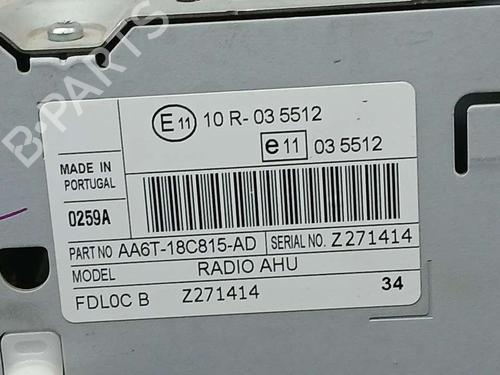 B-PARTS
E 11 10 R- 03 5512
e 11 03 5512
MADE IN
PORTUGAL
0259A
PART NO AA6T-18C815-AD SERIAL NO. Z271414
MODEL RADIO AHU
FDL0C B Z271414 34